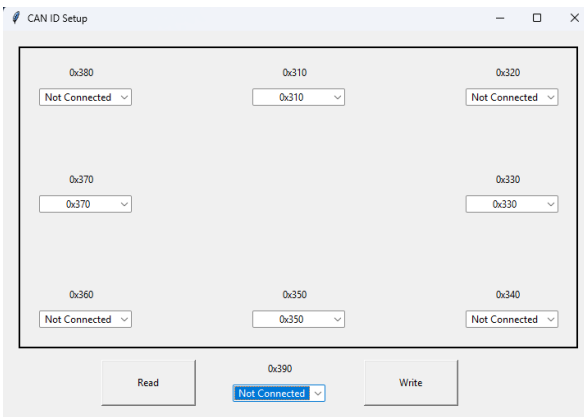 CAN ID Setup
0x380 0x310 0x320
Not Connected 0x310 Not Connected
0x370 0x330
0x370 0x330
0x360 0x350 0x340
Not Connected 0x350 Not Connected
0x390
Read Not Connected Write